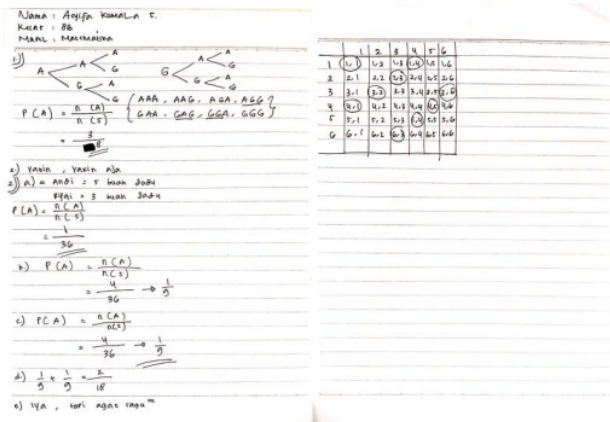 Nama : Asyifa Kumala S.
Kelas : 8B
Mapel : Matematika
1)
A A A
G
G A
G
G A A
G
G A
G
P(A) = n(A) / n(S) { AAA, AAG, AGA, AGG
GAA, GAG, GGA, GGG }
= 3 / 8
e) Yakin, Yakin aja
2) a) = Andi = 5 buah dadu
= 3 buah dadu
P(A) = n(A) / n(S)
= 1 / 36
b) P(A) = n(A) / n(S)
= 4 / 36 → 1 / 9
c) P(A) = n(A) / n(S)
= 4 / 36 → 1 / 9
d) 1/9 + 1/9 = 2/18
e) iya, tapi agak ragu"
1 2 3 4 5 6
1 1,1 1,2 1,3 1,4 1,5 1,6
2 2,1 2,2 2,3 2,4 2,5 2,6
3 3,1 3,2 3,3 3,4 3,5 3,6
4 4,1 4,2 4,3 4,4 4,5 4,6
5 5,1 5,2 5,3 5,4 5,5 5,6
6 6,1 6,2 6,3 6,4 6,5 6,6